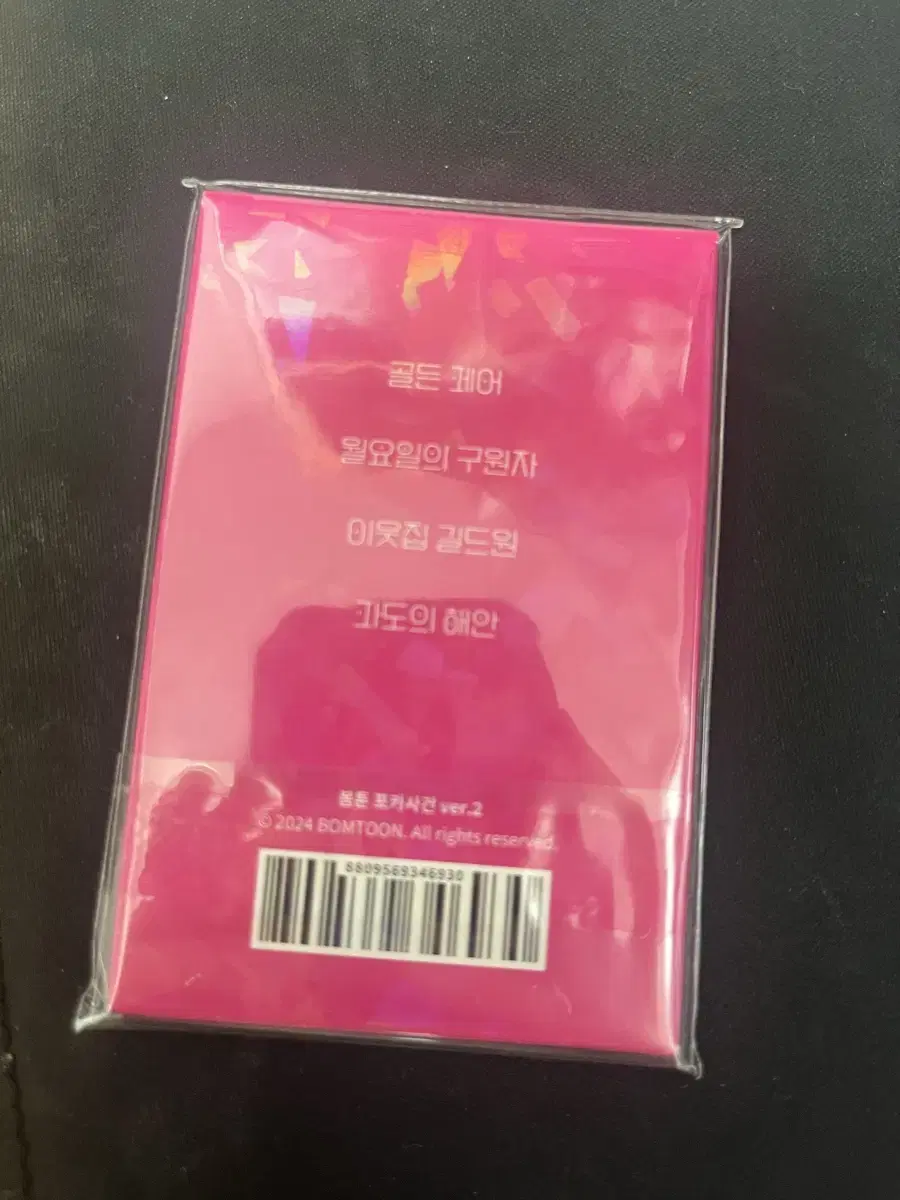 골든 페어
월요일의 구원자
이웃집 길드원
파도의 해안
봄툰 포카사건 ver.2
© 2024 BOMTOON. All rights reserved.
8809569346930